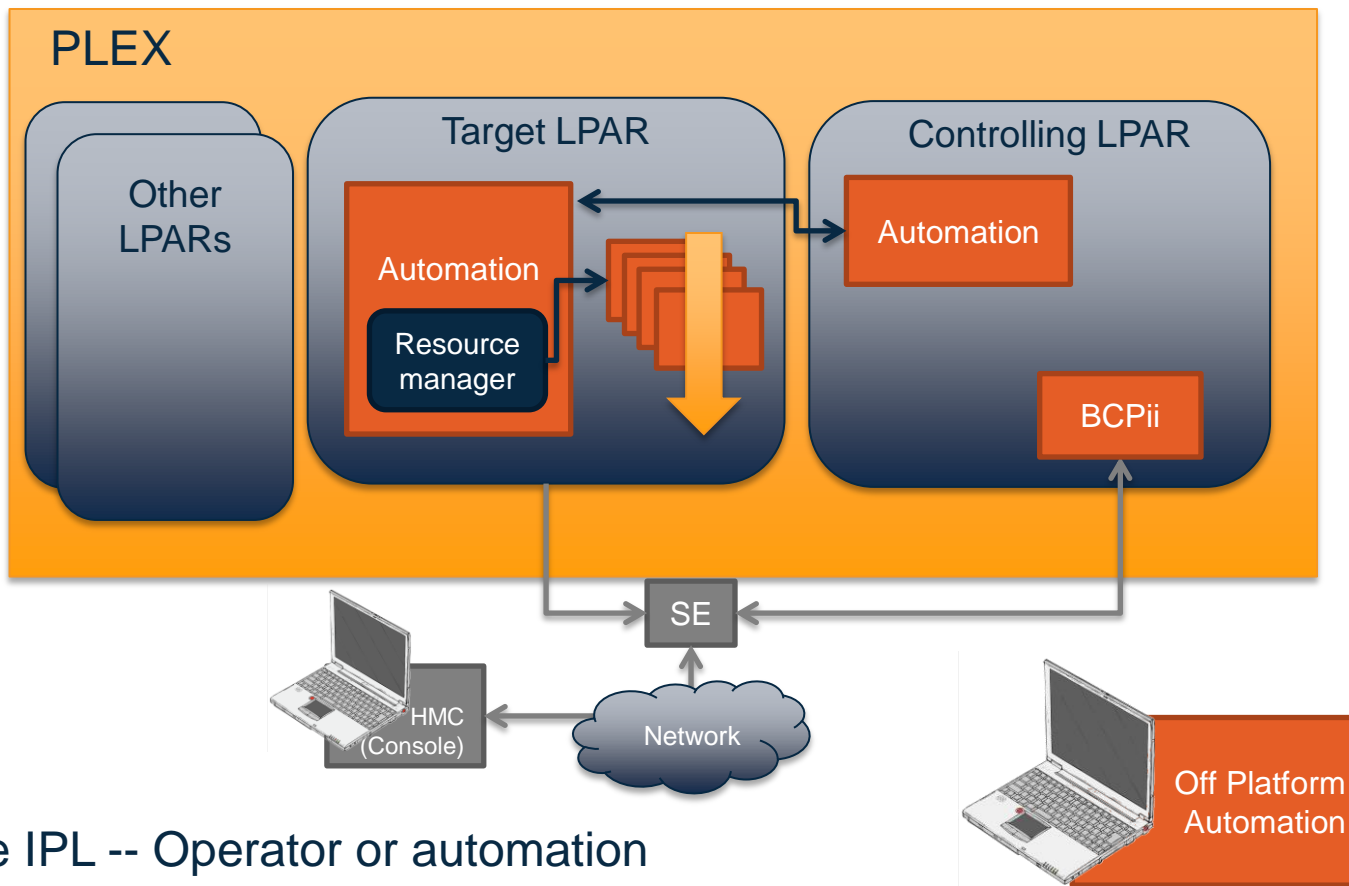 PLEX
Other
LPARs
Target LPAR
Automation
Resource
manager
Controlling LPAR
Automation
BCPii
SE
HMC
(Console)
Network
Off Platform
Automation
IPL -- Operator or automation